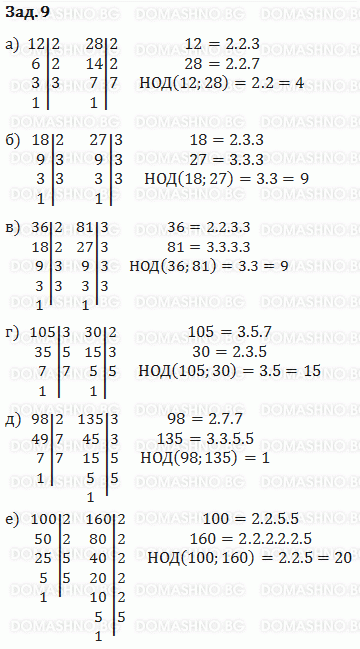 Зад.9
а) 12|2 28|2 12 = 2.2.3
6|2 14|2 28 = 2.2.7
3|3 7|7 НОД(12; 28) = 2.2 = 4
1| 1|
б) 18|2 27|3 18 = 2.3.3
9|3 9|3 27 = 3.3.3
3|3 3|3 НОД(18; 27) = 3.3 = 9
1| 1|
в) 36|2 81|3 36 = 2.2.3.3
18|2 27|3 81 = 3.3.3.3
9|3 9|3 НОД(36; 81) = 3.3 = 9
3|3 3|3
1| 1|
г) 105|3 30|2 105 = 3.5.7
35|5 15|3 30 = 2.3.5
7|7 5|5 НОД(105; 30) = 3.5 = 15
1| 1|
д) 98|2 135|3 98 = 2.7.7
49|7 45|3 135 = 3.3.5.5
7|7 15|5 НОД(98; 135) = 1
1| 5|5
1|
е) 100|2 160|2 100 = 2.2.5.5
50|2 80|2 160 = 2.2.2.2.2.5
25|5 40|2 НОД(100; 160) = 2.2.5 = 20
5|5 20|2
1| 10|2
5|5
1|
DOMASHNO.BG